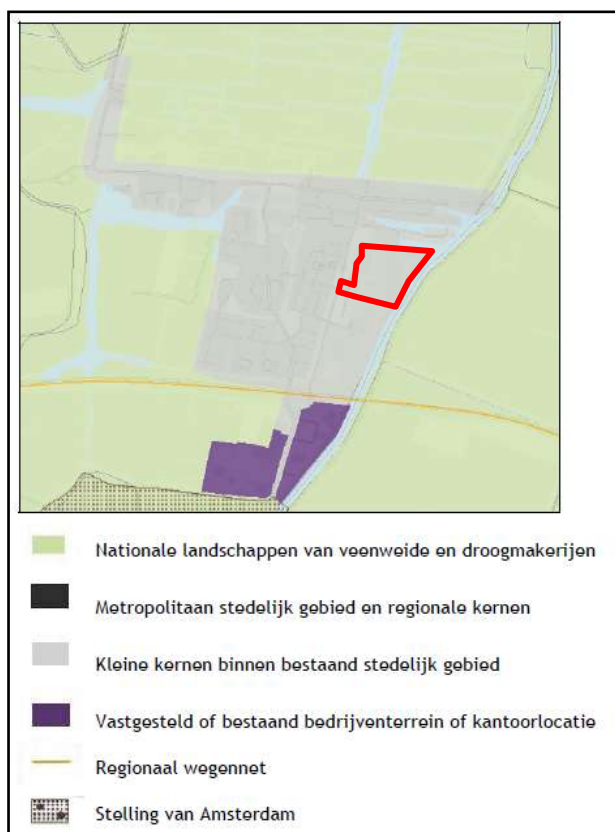 Nationale landschappen van veenweide en droogmakerijen
Metropolitaan stedelijk gebied en regionale kernen
Kleine kernen binnen bestaand stedelijk gebied
Vastgesteld of bestaand bedrijventerrein of kantoorlocatie
Regionaal wegennet
Stelling van Amsterdam